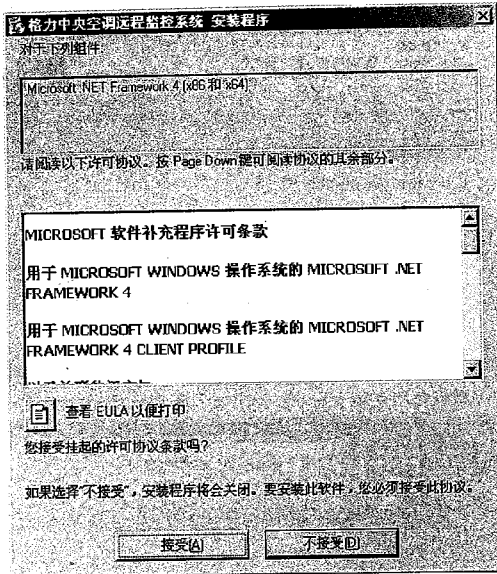 格力中央空调远程监控系统 安装程序
对于下列组件:
Microsoft .NET Framework 4 (x86 和 x64)
请阅读以下许可协议。按 Page Down 键可阅读协议的其余部分。
MICROSOFT 软件补充程序许可条款
用于 MICROSOFT WINDOWS 操作系统的 MICROSOFT .NET
FRAMEWORK 4
用于 MICROSOFT WINDOWS 操作系统的 MICROSOFT .NET
FRAMEWORK 4 CLIENT PROFILE
查看 EULA 以便打印
您接受挂起的许可协议条款吗?
如果选择“不接受”，安装程序将会关闭。要安装此软件，您必须接受此协议。
接受(A)
不接受(D)